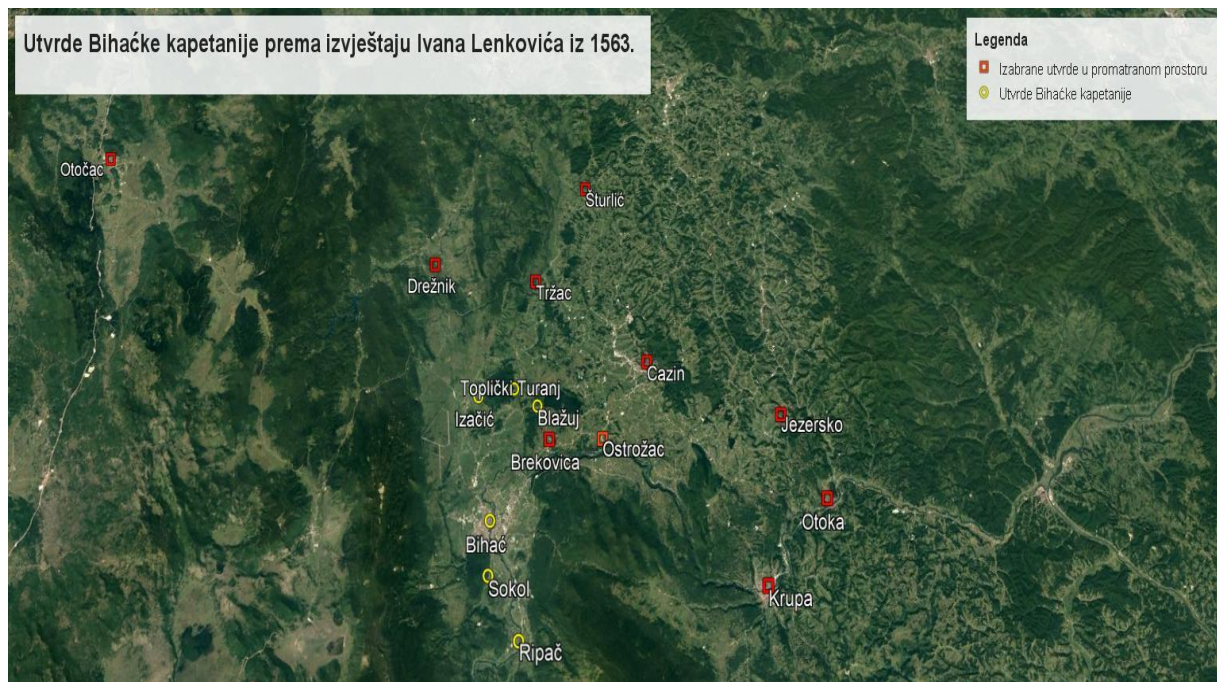 Utvrde Bihaćke kapetanije prema izvještaju Ivana Lenkovića iz 1563.
Legenda
Izabrane utvrde u promatranom prostoru
Utvrde Bihaćke kapetanije
Otočac
Šturlić
Drežnik
Tržac
Cazin
Toplički Turanj
Izačić
Blažuj
Jezersko
Brekovica
Ostrožac
Otoka
Bihać
Sokol
Krupa
Ripač